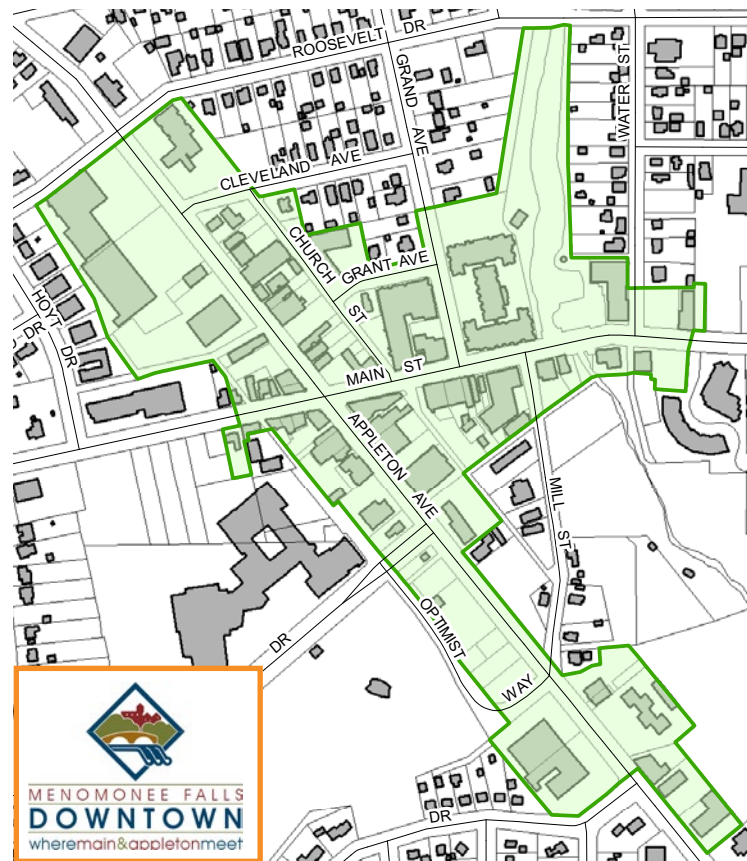 ROOSEVELT DR
GRAND AVE
WATER ST
CLEVELAND AVE
CHURCH ST
GRANT AVE
HOYT DR
DR
MAIN ST
APPLETON AVE
MILL ST
OPTIMIST WAY
DR
DR
MENOMONEE FALLS
DOWNTOWN
wheremain&appletonmeet